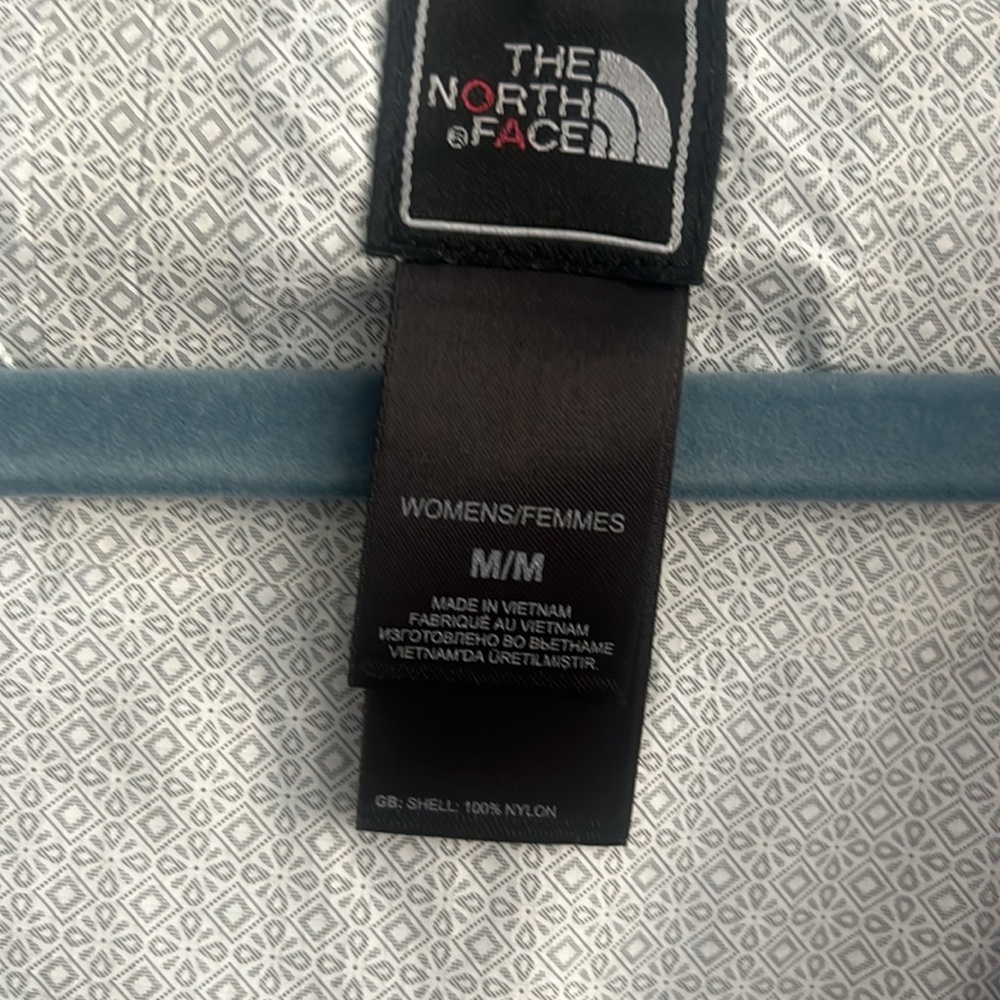 THE
NORTH
® FACE
WOMENS/FEMMES
M/M
MADE IN VIETNAM
FABRIQUÉ AU VIETNAM
ИЗГОТОВЛЕНО ВО ВЬЕТНАМЕ
VIETNAM'DA ÜRETILMISTIR.
GB: SHELL: 100% NYLON